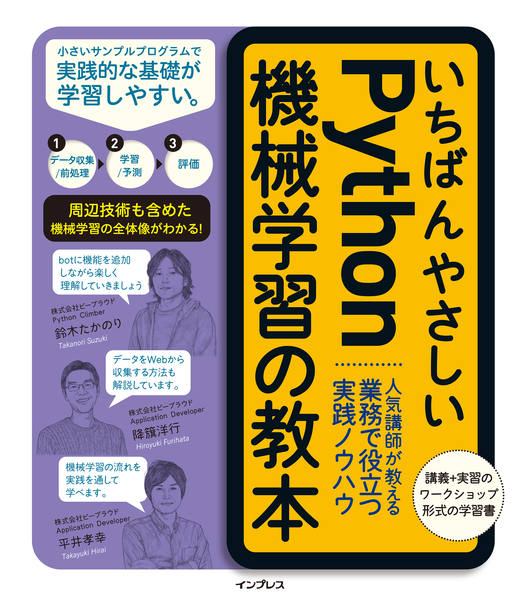 いちばんやさしい
Python
機械学習の教本
人気講師が教える
業務で役立つ
実践ノウハウ
講義+実習の
ワークショップ
形式の学習書
小さいサンプルプログラムで
実践的な基礎が
学習しやすい。
1
データ収集
/前処理
2
学習
/予測
3
評価
周辺技術も含めた
機械学習の全体像がわかる!
botに機能を追加
しながら楽しく
理解していきましょう
株式会社ビープラウド
Python Climber
鈴木たかのり
Takanori Suzuki
データをWebから
収集する方法も
解説しています。
株式会社ビープラウド
Application Developer
降籏洋行
Hiroyuki Furihata
機械学習の流れを
実践を通して
学べます。
株式会社ビープラウド
Application Developer
平井孝幸
Takayuki Hirai
インプレス